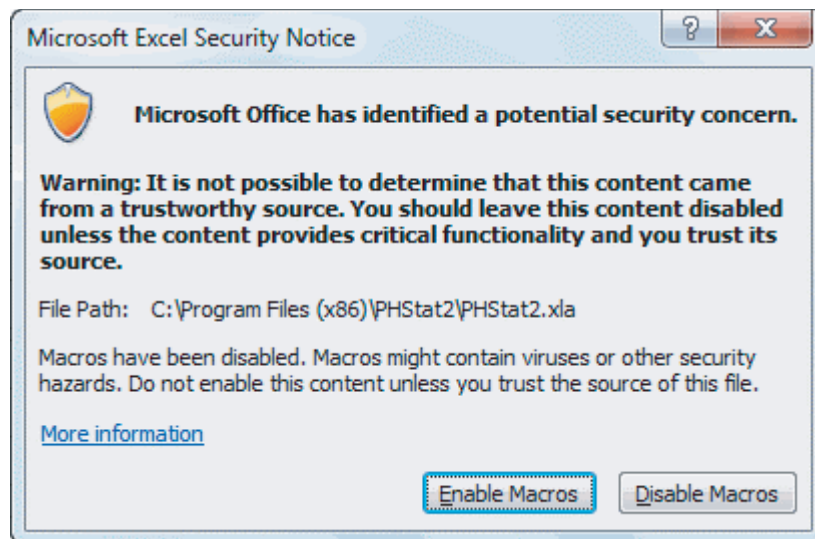 Microsoft Excel Security Notice
?
X
Microsoft Office has identified a potential security concern.
Warning: It is not possible to determine that this content came
from a trustworthy source. You should leave this content disabled
unless the content provides critical functionality and you trust its
source.
File Path: C:\Program Files (x86)\PHStat2\PHStat2.xla
Macros have been disabled. Macros might contain viruses or other security
hazards. Do not enable this content unless you trust the source of this file.
More information
Enable Macros Disable Macros